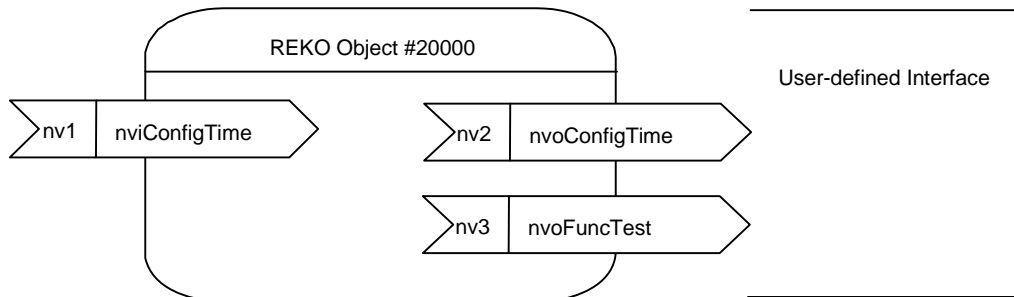 REKO Object #20000
User-defined Interface
nv1 nviConfigTime
nv2 nvoConfigTime
nv3 nvoFuncTest